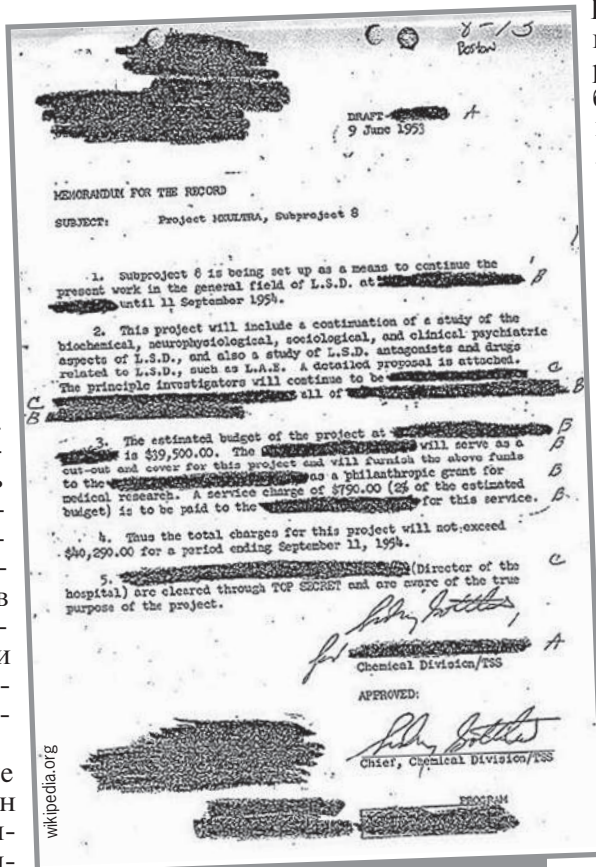 8-13
Boston
DRAFT A
9 June 1953
MEMORANDUM FOR THE RECORD
SUBJECT: Project MKULTRA, Subproject 8
1. Subproject 8 is being set up as a means to continue the
present work in the general field of L.S.D. at B
until 11 September 1954.
2. This project will include a continuation of a study of the
biochemical, neurophysiological, sociological, and clinical psychiatric
aspects of L.S.D., and also a study of L.S.D. antagonists and drugs
related to L.S.D., such as L.A.E. A detailed proposal is attached.
The principle investigators will continue to be C
C all of B
B
3. The estimated budget of the project at B
is $39,500.00. The will serve as a B
cut-out and cover for this project and will furnish the above funds
to the as a philanthropic grant for B
medical research. A service charge of $790.00 (2% of the estimated
budget) is to be paid to the for this service. B
4. Thus the total charges for this project will not exceed
$40,290.00 for a period ending September 11, 1954.
5. (Director of the C
hospital) are cleared through TOP SECRET and are aware of the true
purpose of the project.
Sidney Gottlieb
for A
Chemical Division/TSS
APPROVED:
Sidney Gottlieb
Chief, Chemical Division/TSS
PROGRAM
wikipedia.org